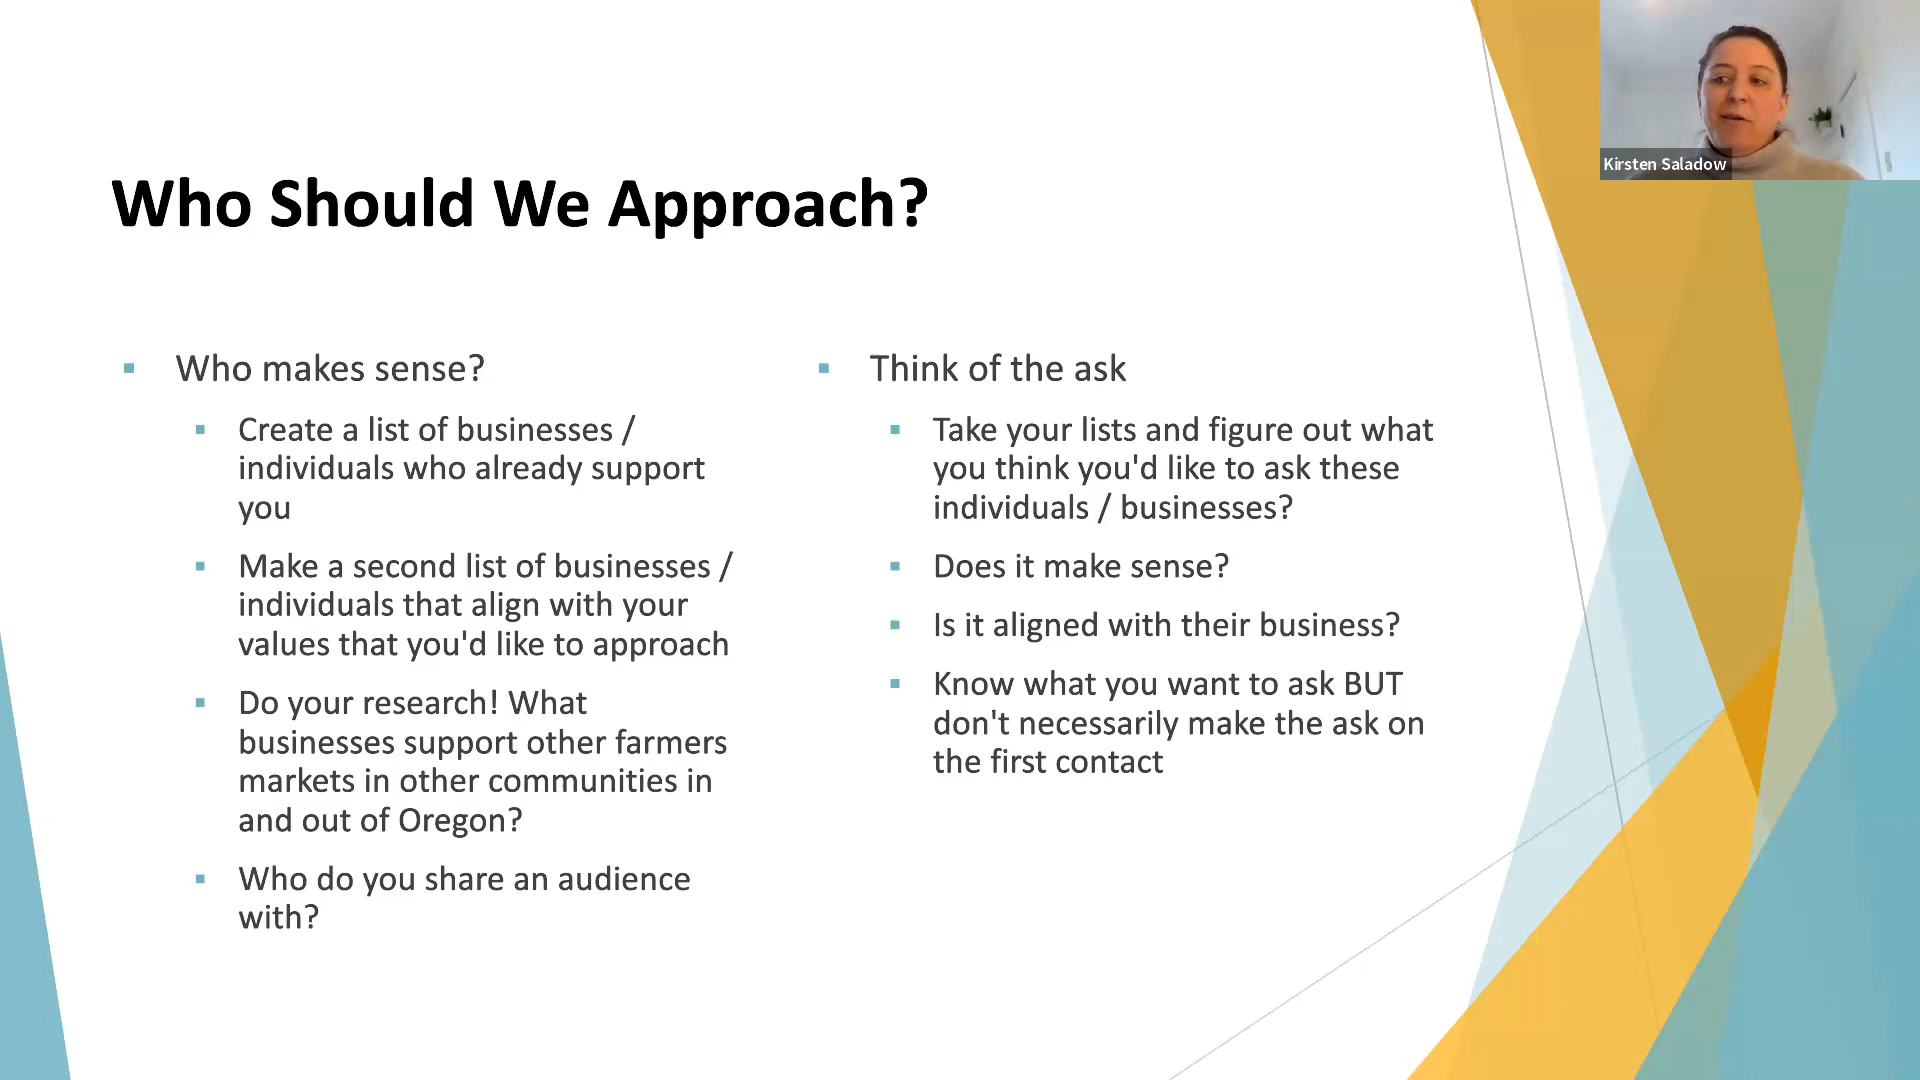 Kirsten Saladow
Who Should We Approach?
Who makes sense?
Create a list of businesses /
individuals who already support
you
Make a second list of businesses /
individuals that align with your
values that you'd like to approach
Do your research! What
businesses support other farmers
markets in other communities in
and out of Oregon?
Who do you share an audience
with?
Think of the ask
Take your lists and figure out what
you think you'd like to ask these
individuals / businesses?
Does it make sense?
Is it aligned with their business?
Know what you want to ask BUT
don't necessarily make the ask on
the first contact